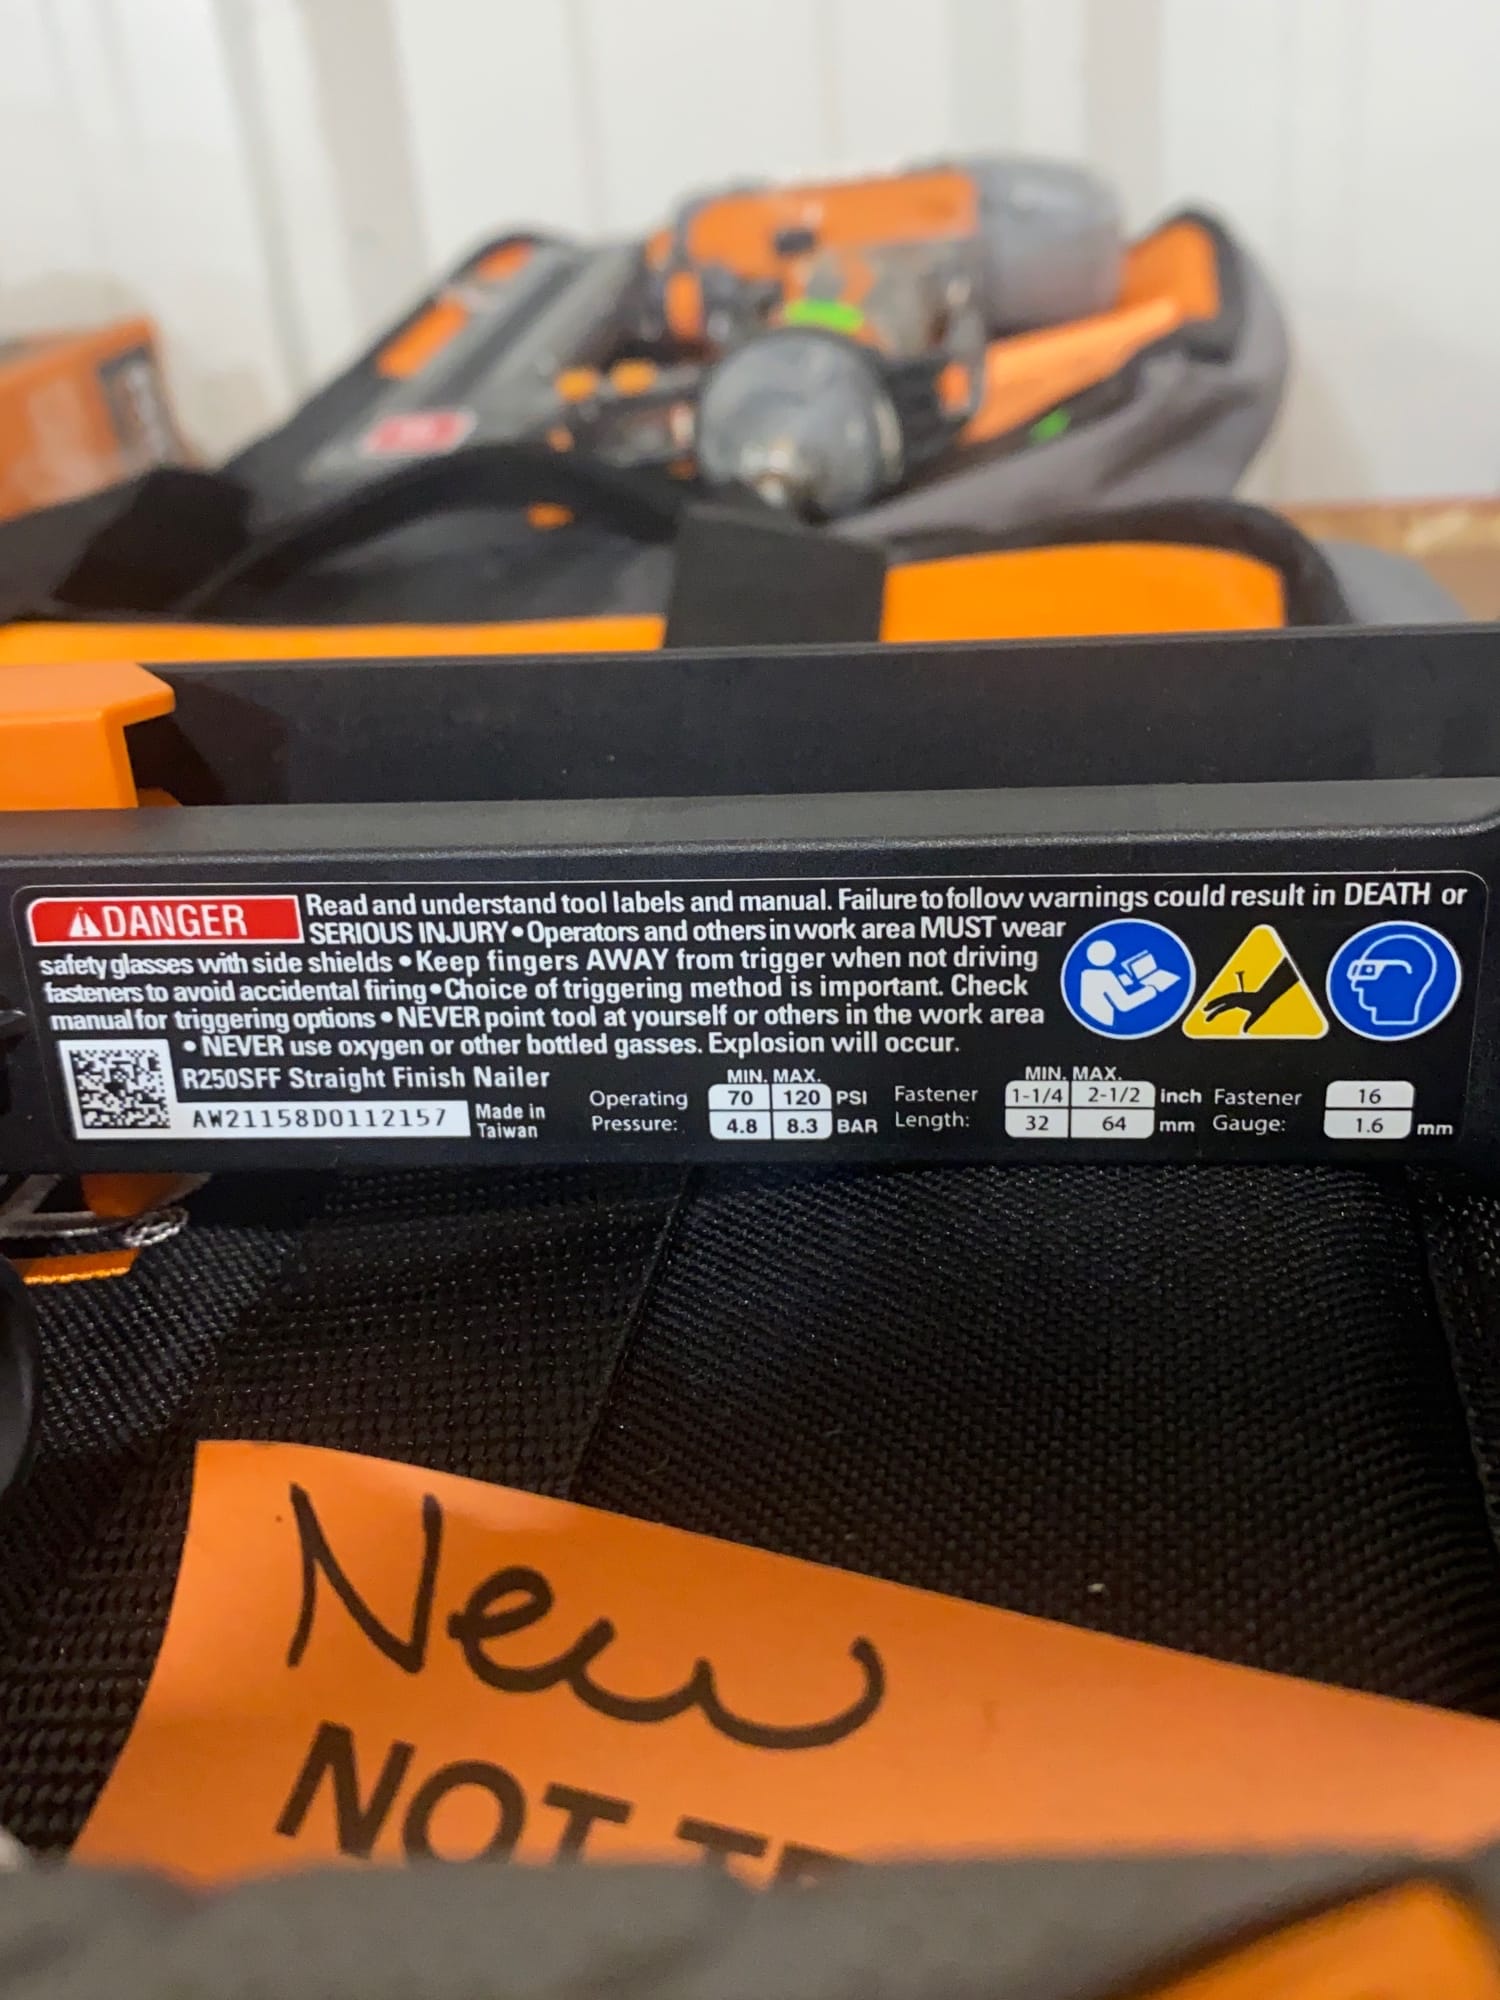 DANGER Read and understand tool labels and manual. Failure to follow warnings could result in DEATH or
SERIOUS INJURY • Operators and others in work area MUST wear
safety glasses with side shields • Keep fingers AWAY from trigger when not driving
fasteners to avoid accidental firing • Choice of triggering method is important. Check
manual for triggering options • NEVER point tool at yourself or others in the work area
• NEVER use oxygen or other bottled gasses. Explosion will occur.
R250SFF Straight Finish Nailer
AW21158D0112157
Made in
Taiwan
MIN. MAX.
Operating 70 120 PSI
Pressure: 4.8 8.3 BAR
MIN. MAX.
Fastener 1-1/4 2-1/2 inch
Length: 32 64 mm
Fastener 16
Gauge: 1.6 mm
New
NOT